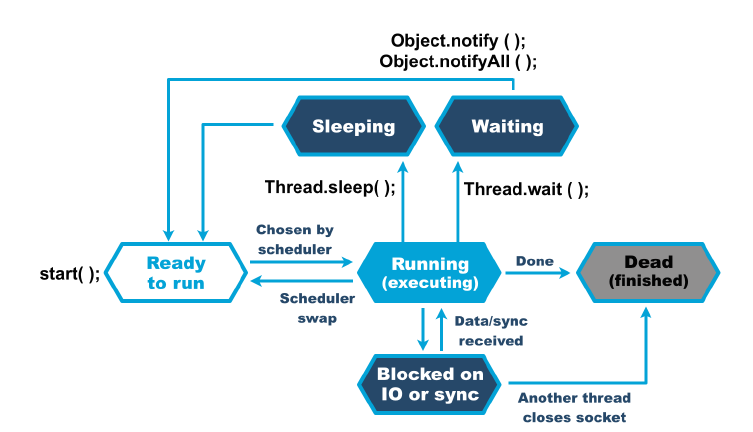 Object.notify ( );
Object.notifyAll ( );
Sleeping
Waiting
Thread.sleep( );
Thread.wait ( );
Chosen by
scheduler
start( );
Ready
to run
Running
(executing)
Done
Dead
(finished)
Scheduler
swap
Data/sync
received
Blocked on
IO or sync
Another thread
closes socket